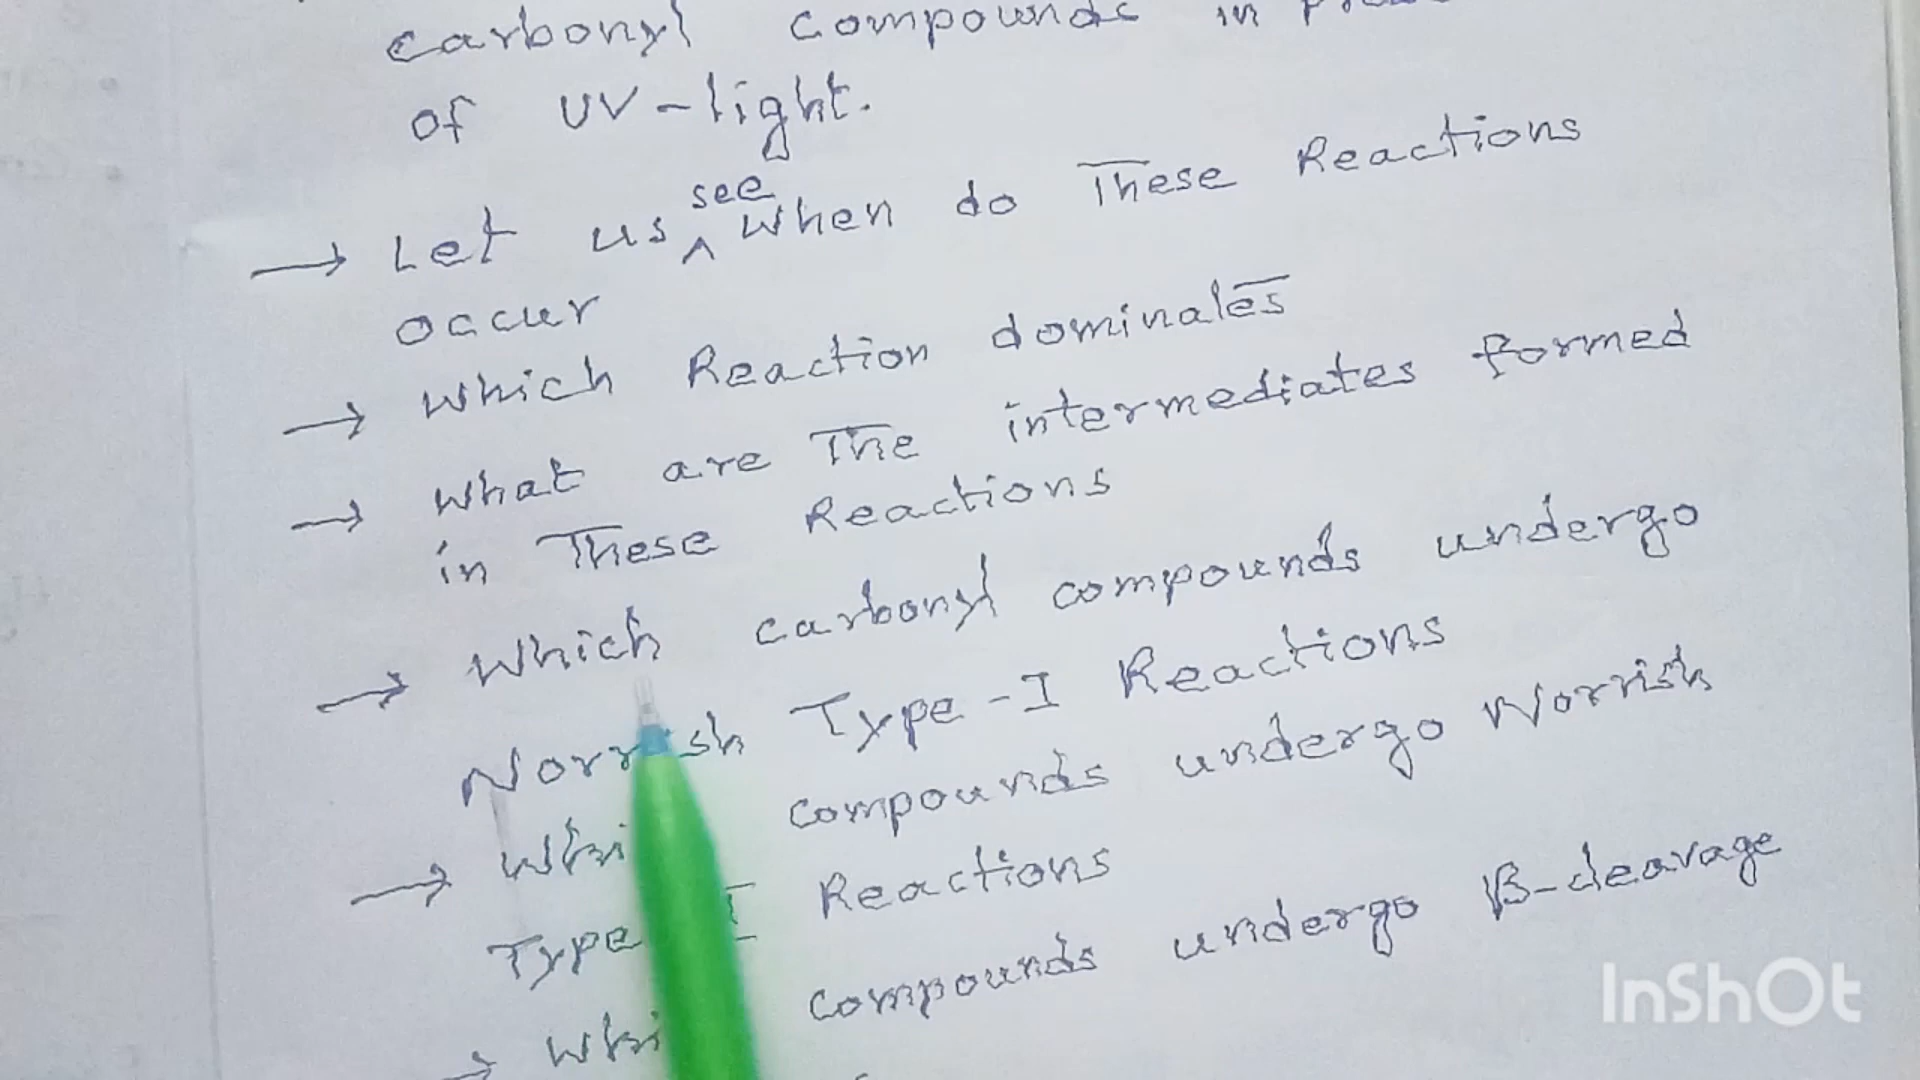 carbonyl compounds in
of UV-light.
→ Let us see when do These Reactions
occur
→ which Reaction dominates
→ what are The intermediates formed
in These Reactions
→ which carbonyl compounds undergo
Norrish Type-I Reactions
→ compounds undergo Norrish
Type Reactions
→ compounds undergo β-cleavage
InShOt